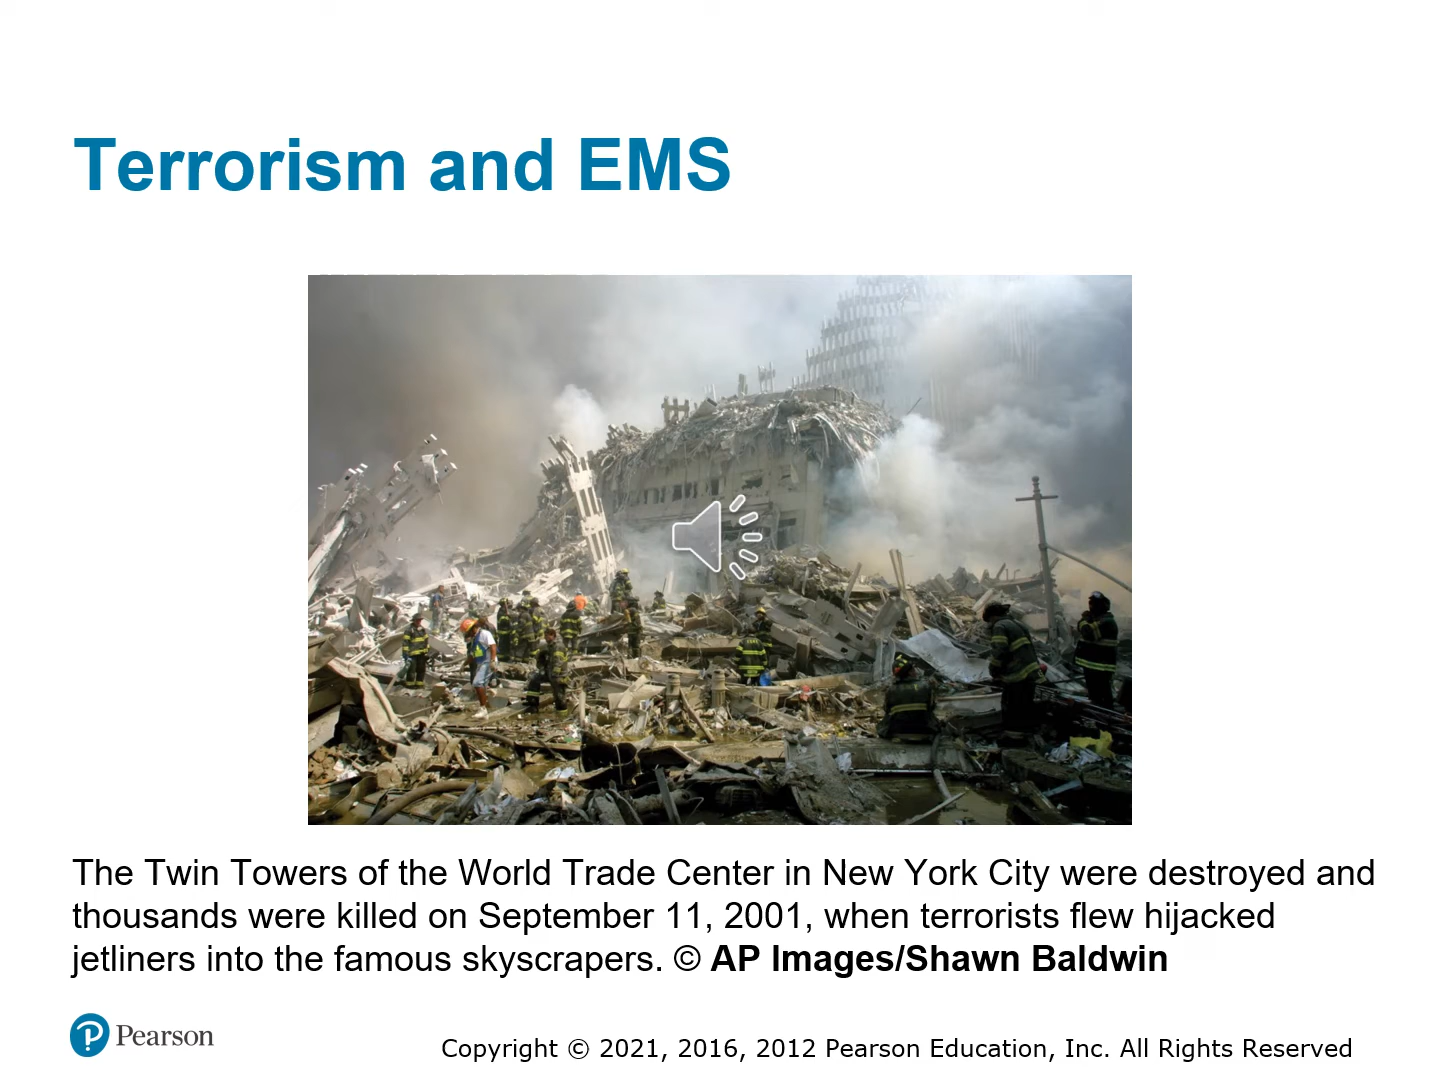 Terrorism and EMS
The Twin Towers of the World Trade Center in New York City were destroyed and
thousands were killed on September 11, 2001, when terrorists flew hijacked
jetliners into the famous skyscrapers. © AP Images/Shawn Baldwin
Pearson
Copyright © 2021, 2016, 2012 Pearson Education, Inc. All Rights Reserved